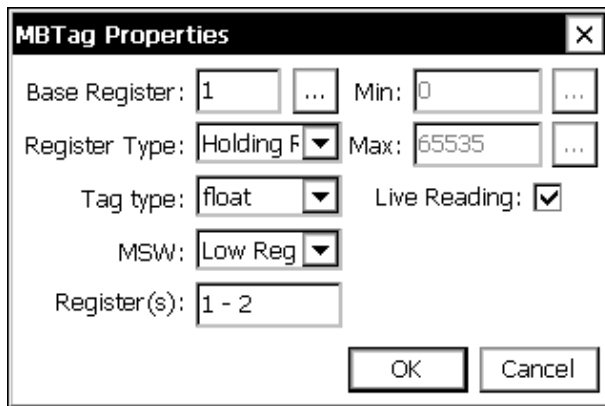 MBTag Properties
Base Register: 1 ... Min: 0 ...
Register Type: Holding F Max: 65535 ...
Tag type: float Live Reading:
MSW: Low Reg
Register(s): 1 - 2
OK Cancel